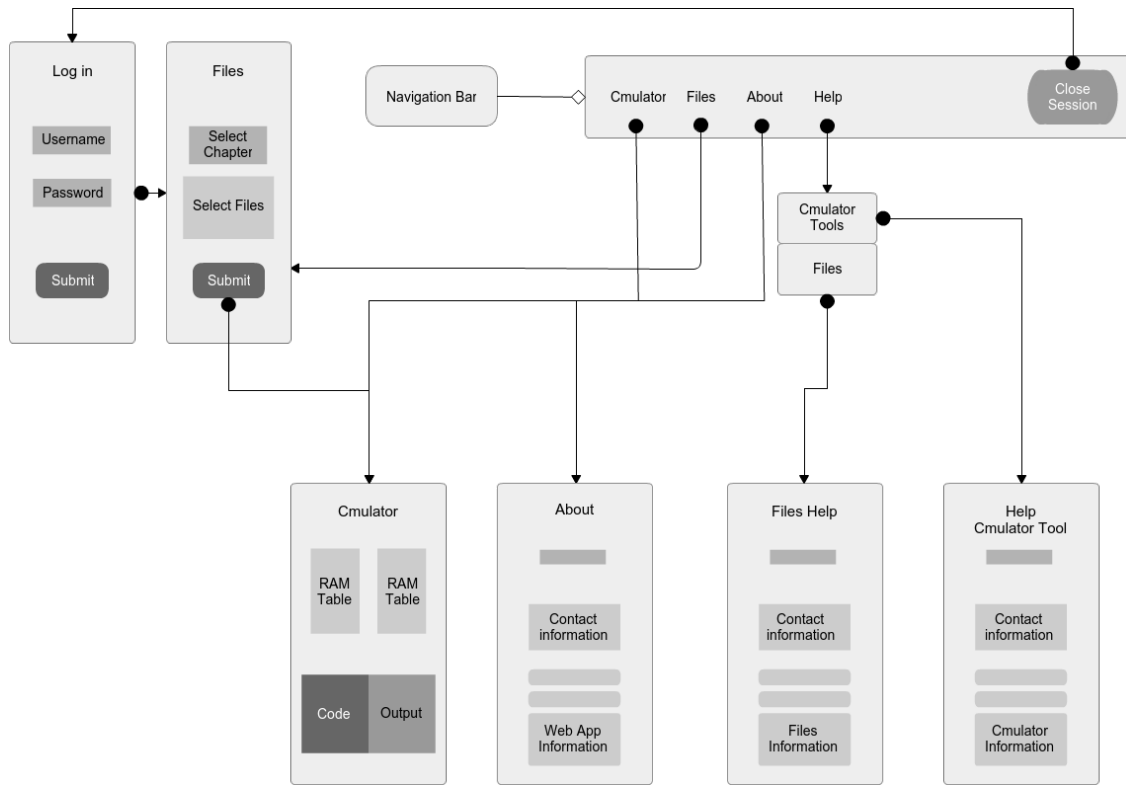 Log in
Username
Password
Submit
Files
Select
Chapter
Select Files
Submit
Navigation Bar
Cmulator
Files
About
Help
Close
Session
Cmulator
Tools
Files
Cmulator
RAM
Table
RAM
Table
Code
Output
About
Contact
information
Web App
Information
Files Help
Contact
information
Files
Information
Help
Cmulator Tool
Contact
information
Cmulator
Information